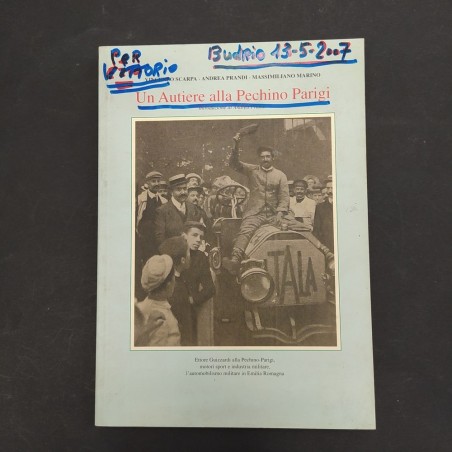 PER
VITTORIO
Budrio 13-5-2007
SCARPA - ANDREA PRANDI - MASSIMILIANO MARINO
Un Autiere alla Pechino Parigi
ITALA
Ettore Guizzardi alla Pechino-Parigi,
motori sport e industria militare,
L'automobilismo militare in Emilia Romagna